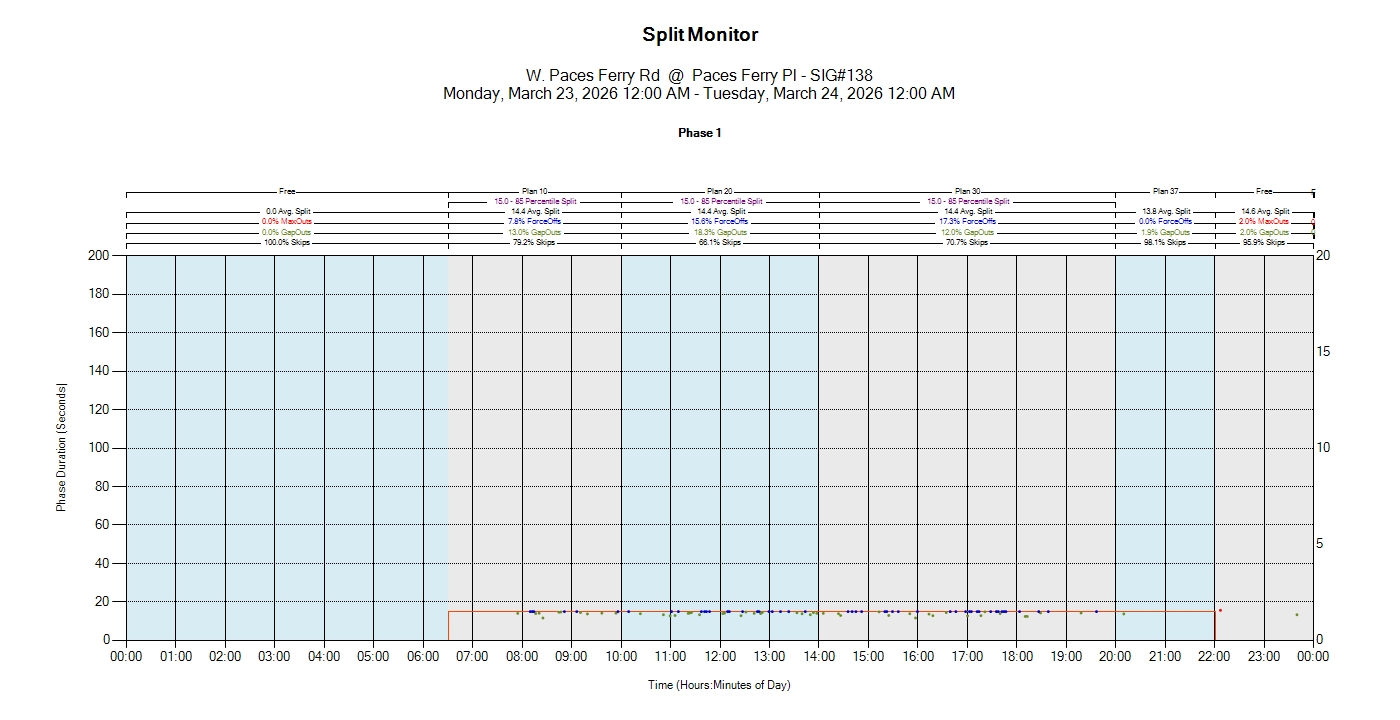 Split Monitor
W. Paces Ferry Rd @ Paces Ferry Pl - SIG#138
Monday, March 23, 2026 12:00 AM - Tuesday, March 24, 2026 12:00 AM
Phase 1
Free Plan 10 Plan 20 Plan 30 Plan 37 Free
15.0 - 85 Percentile Split 15.0 - 85 Percentile Split 15.0 - 85 Percentile Split
0.0 Avg. Split 14.4 Avg. Split 14.4 Avg. Split 14.4 Avg. Split 13.8 Avg. Split 14.6 Avg. Split
0.0% MaxOuts 7.8% ForceOffs 15.6% ForceOffs 17.3% ForceOffs 0.0% ForceOffs 2.0% MaxOuts
0.0% GapOuts 13.0% GapOuts 18.3% GapOuts 12.0% GapOuts 1.9% GapOuts 2.0% GapOuts
100.0% Skips 79.2% Skips 66.1% Skips 70.7% Skips 98.1% Skips 95.9% Skips
200 20
180
160
15
140
120
100 10
80
60
5
40
20
0 0
Phase Duration (Seconds)
00:00 01:00 02:00 03:00 04:00 05:00 06:00 07:00 08:00 09:00 10:00 11:00 12:00 13:00 14:00 15:00 16:00 17:00 18:00 19:00 20:00 21:00 22:00 23:00 00:00
Time (Hours:Minutes of Day)